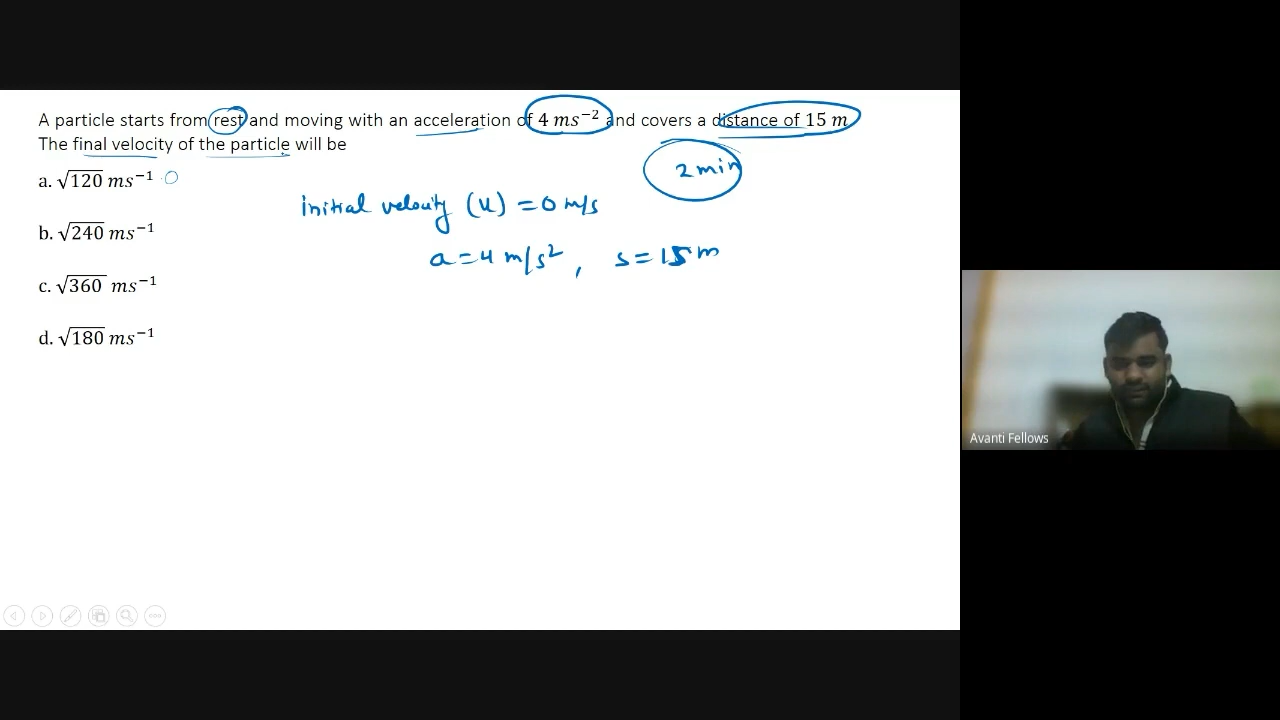 A particle starts from rest and moving with an acceleration of 4 ms⁻² and covers a distance of 15 m
The final velocity of the particle will be
2 min
a. √120 ms⁻¹
initial velocity (u) = 0 m/s
b. √240 ms⁻¹
a = 4 m/s² , s = 15 m
c. √360 ms⁻¹
d. √180 ms⁻¹
Avanti Fellows